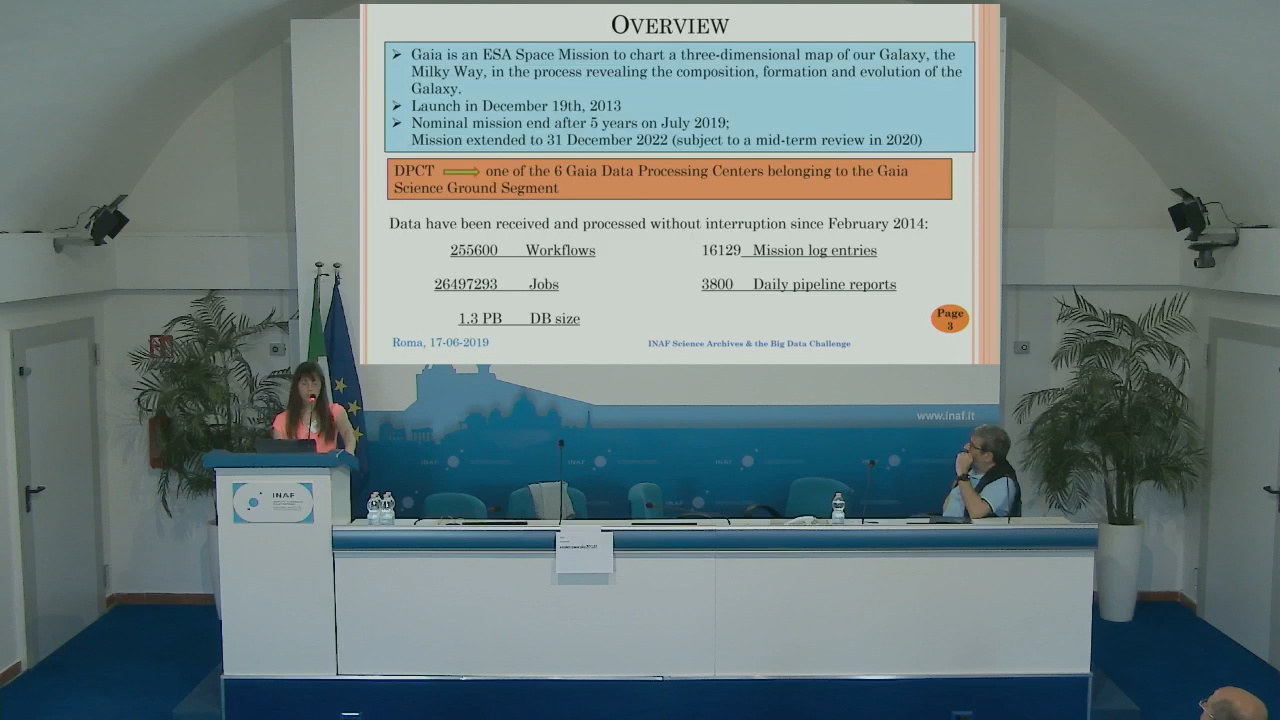 OVERVIEW
➢ Gaia is an ESA Space Mission to chart a three-dimensional map of our Galaxy, the
Milky Way, in the process revealing the composition, formation and evolution of the
Galaxy.
➢ Launch in December 19th, 2013
➢ Nominal mission end after 5 years on July 2019;
Mission extended to 31 December 2022 (subject to a mid-term review in 2020)
DPCT one of the 6 Gaia Data Processing Centers belonging to the Gaia
Science Ground Segment
Data have been received and processed without interruption since February 2014:
255600 Workflows 16129 Mission log entries
26497293 Jobs 3800 Daily pipeline reports
1.3 PB DB size
Page
3
Roma, 17-06-2019 INAF Science Archives & the Big Data Challenge
www.inaf.it
INAF INAF INAF INAF
INAF